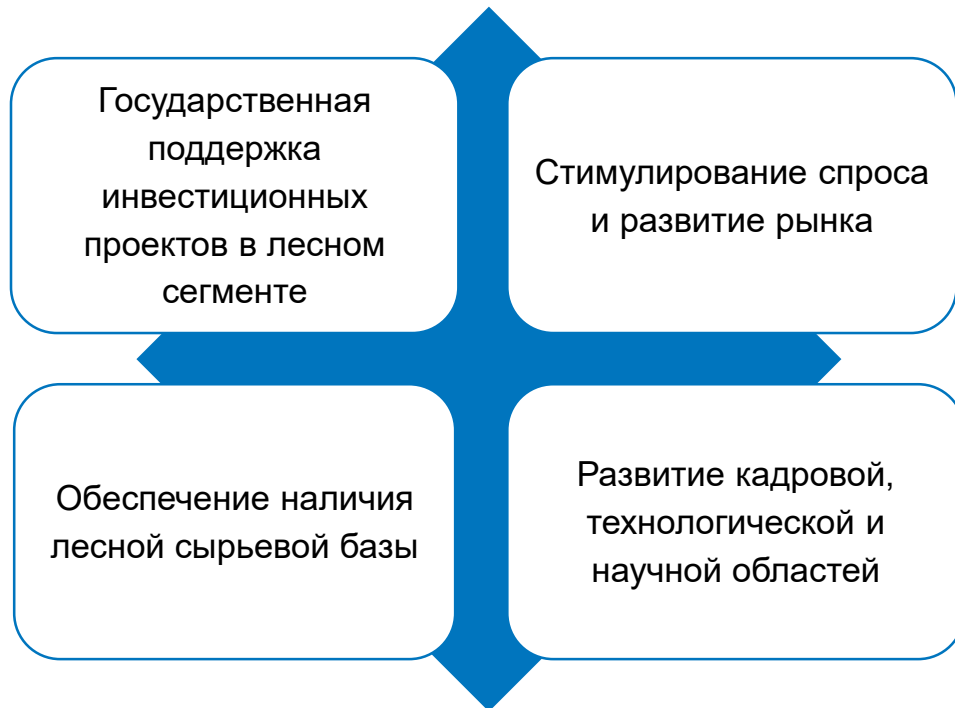 Государственная
поддержка
инвестиционных
проектов в лесном
сегменте
Стимулирование спроса
и развитие рынка
Обеспечение наличия
лесной сырьевой базы
Развитие кадровой,
технологической и
научной областей